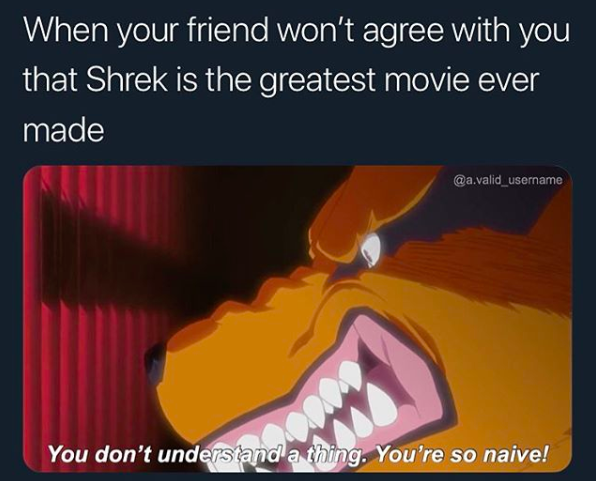 When your friend won’t agree with you
that Shrek is the greatest movie ever
made
@a.valid_username
You don’t understand a thing. You’re so naive!